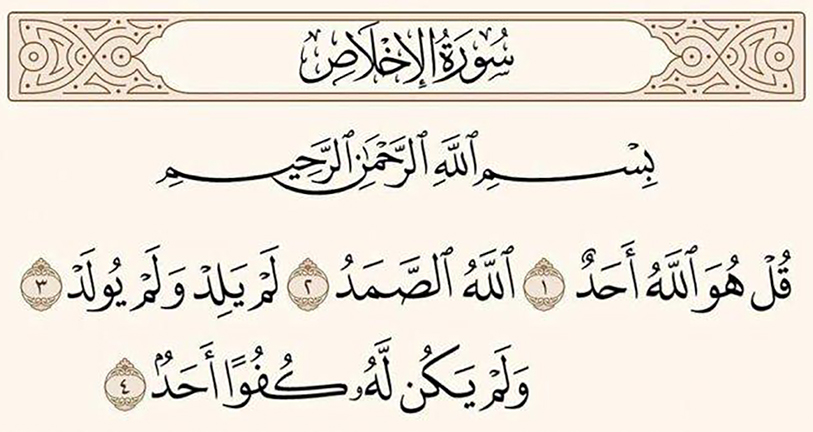 سُورَةُ الإِخْلَاصِ
بِسْمِ ٱللَّهِ ٱلرَّحْمَٰنِ ٱلرَّحِيمِ
قُلْ هُوَ ٱللَّهُ أَحَدٌ ١ ٱللَّهُ ٱلصَّمَدُ ٢ لَمْ يَلِدْ وَلَمْ يُولَدْ ٣
وَلَمْ يَكُن لَّهُۥ كُفُوًا أَحَدٌۢ ٤